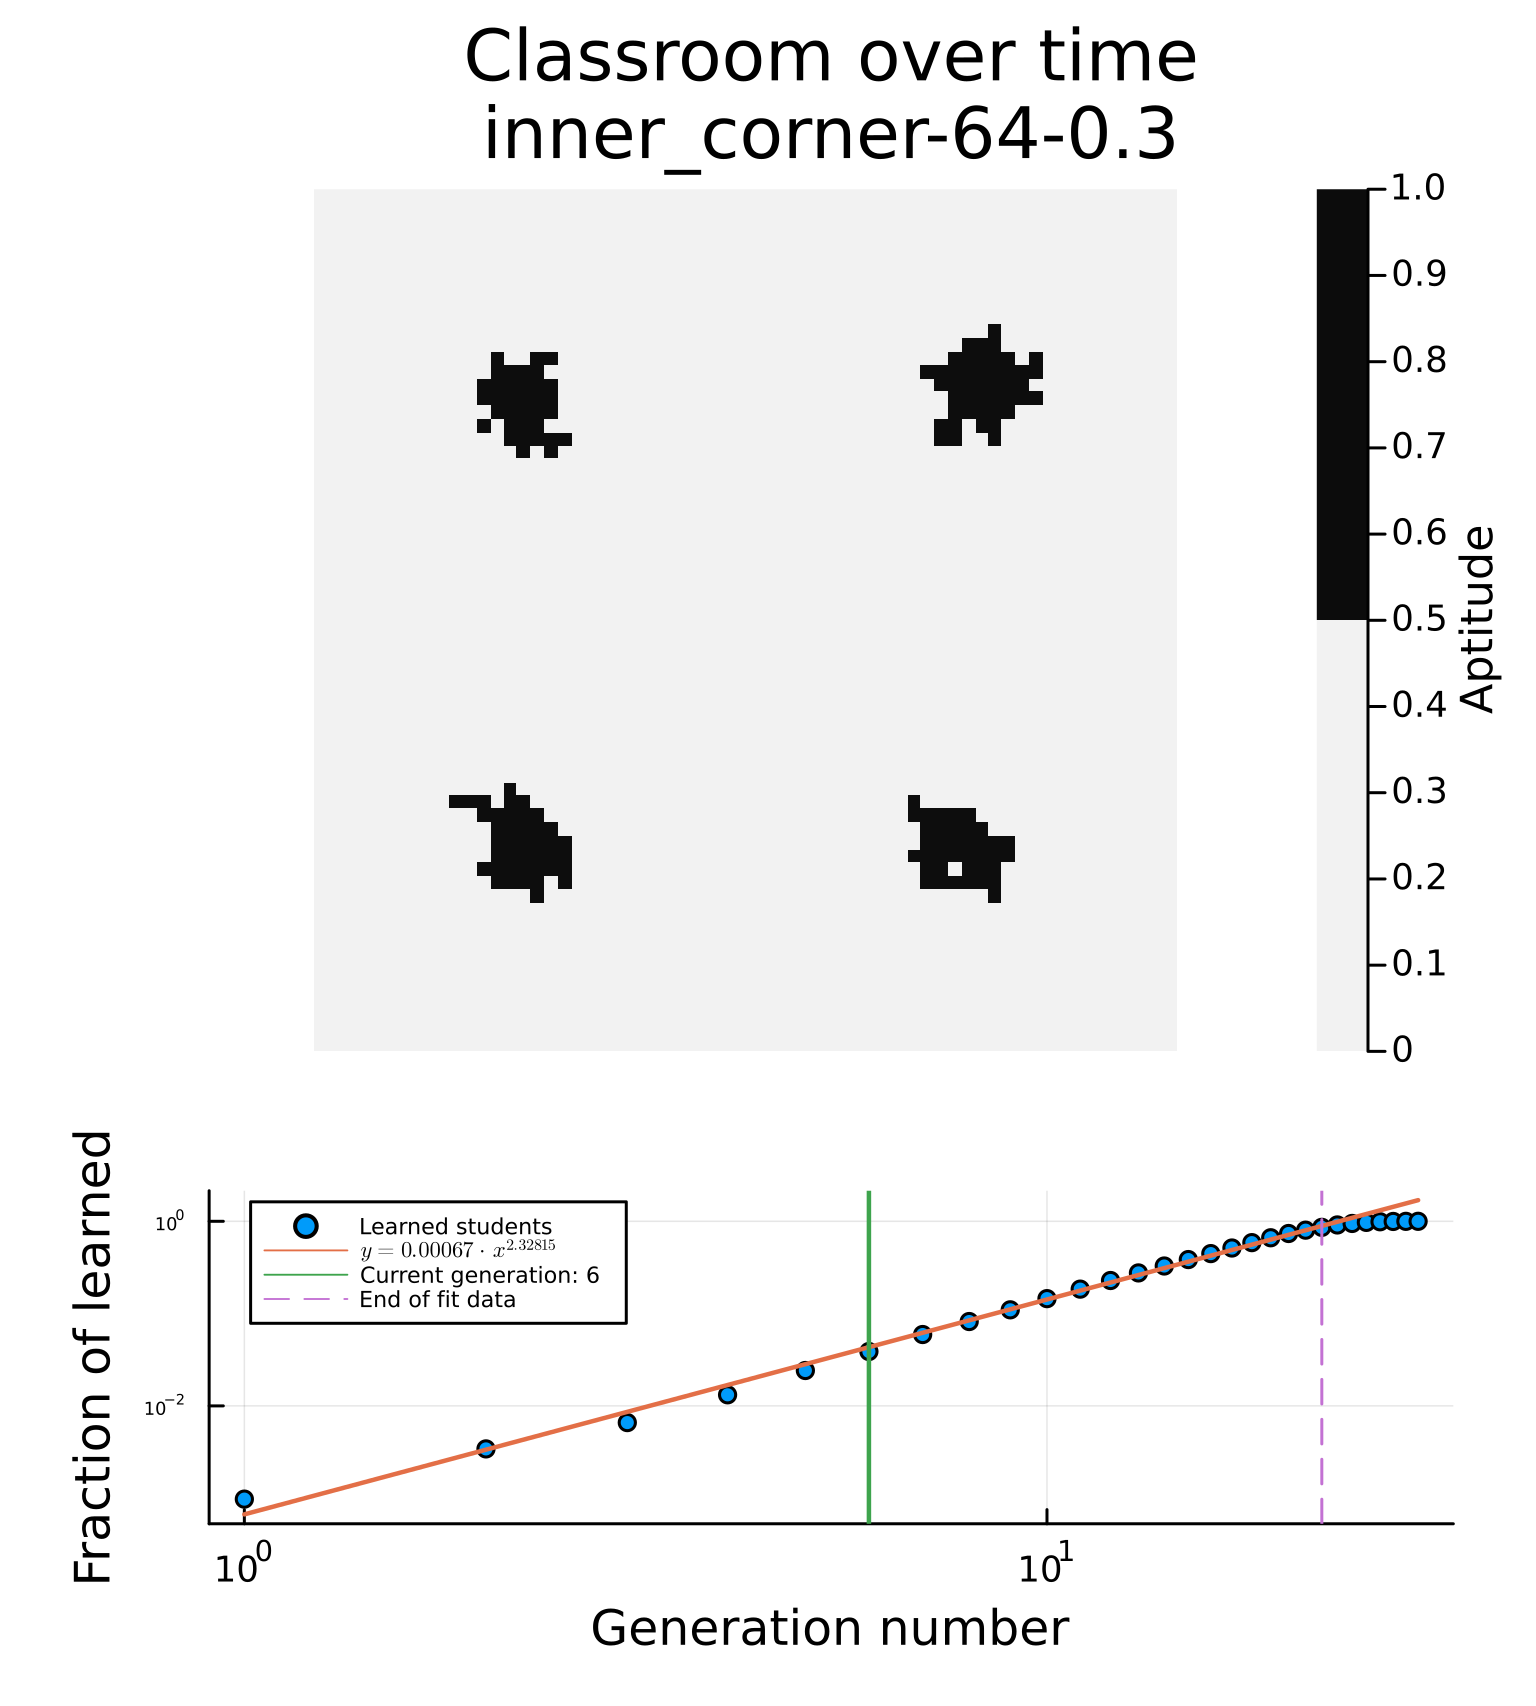 Classroom over time
inner_corner-64-0.3
1.0
0.9
0.8
0.7
0.6
0.5
0.4
0.3
0.2
0.1
0
Aptitude
Fraction of learned
10⁰
10⁻²
Learned students
y = 0.00067 · x^2.32815
Current generation: 6
End of fit data
10⁰
10¹
Generation number